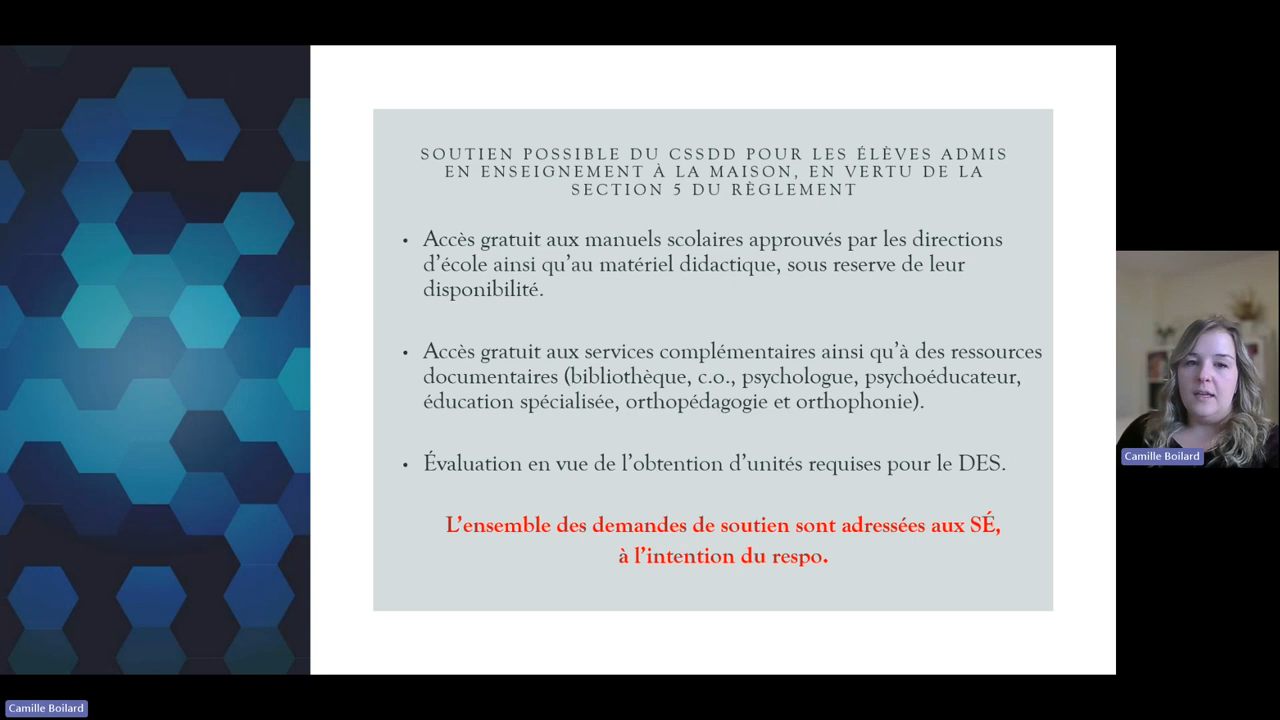 SOUTIEN POSSIBLE DU CSSDD POUR LES ÉLÈVES ADMIS
EN ENSEIGNEMENT À LA MAISON, EN VERTU DE LA
SECTION 5 DU RÈGLEMENT
• Accès gratuit aux manuels scolaires approuvés par les directions
d'école ainsi qu'au matériel didactique, sous reserve de leur
disponibilité.
• Accès gratuit aux services complémentaires ainsi qu'à des ressources
documentaires (bibliothèque, c.o., psychologue, psychoéducateur,
éducation spécialisée, orthopédagogie et orthophonie).
• Évaluation en vue de l'obtention d'unités requises pour le DES.
L'ensemble des demandes de soutien sont adressées aux SÉ,
à l'intention du respo.
Camille Boilard
Camille Boilard